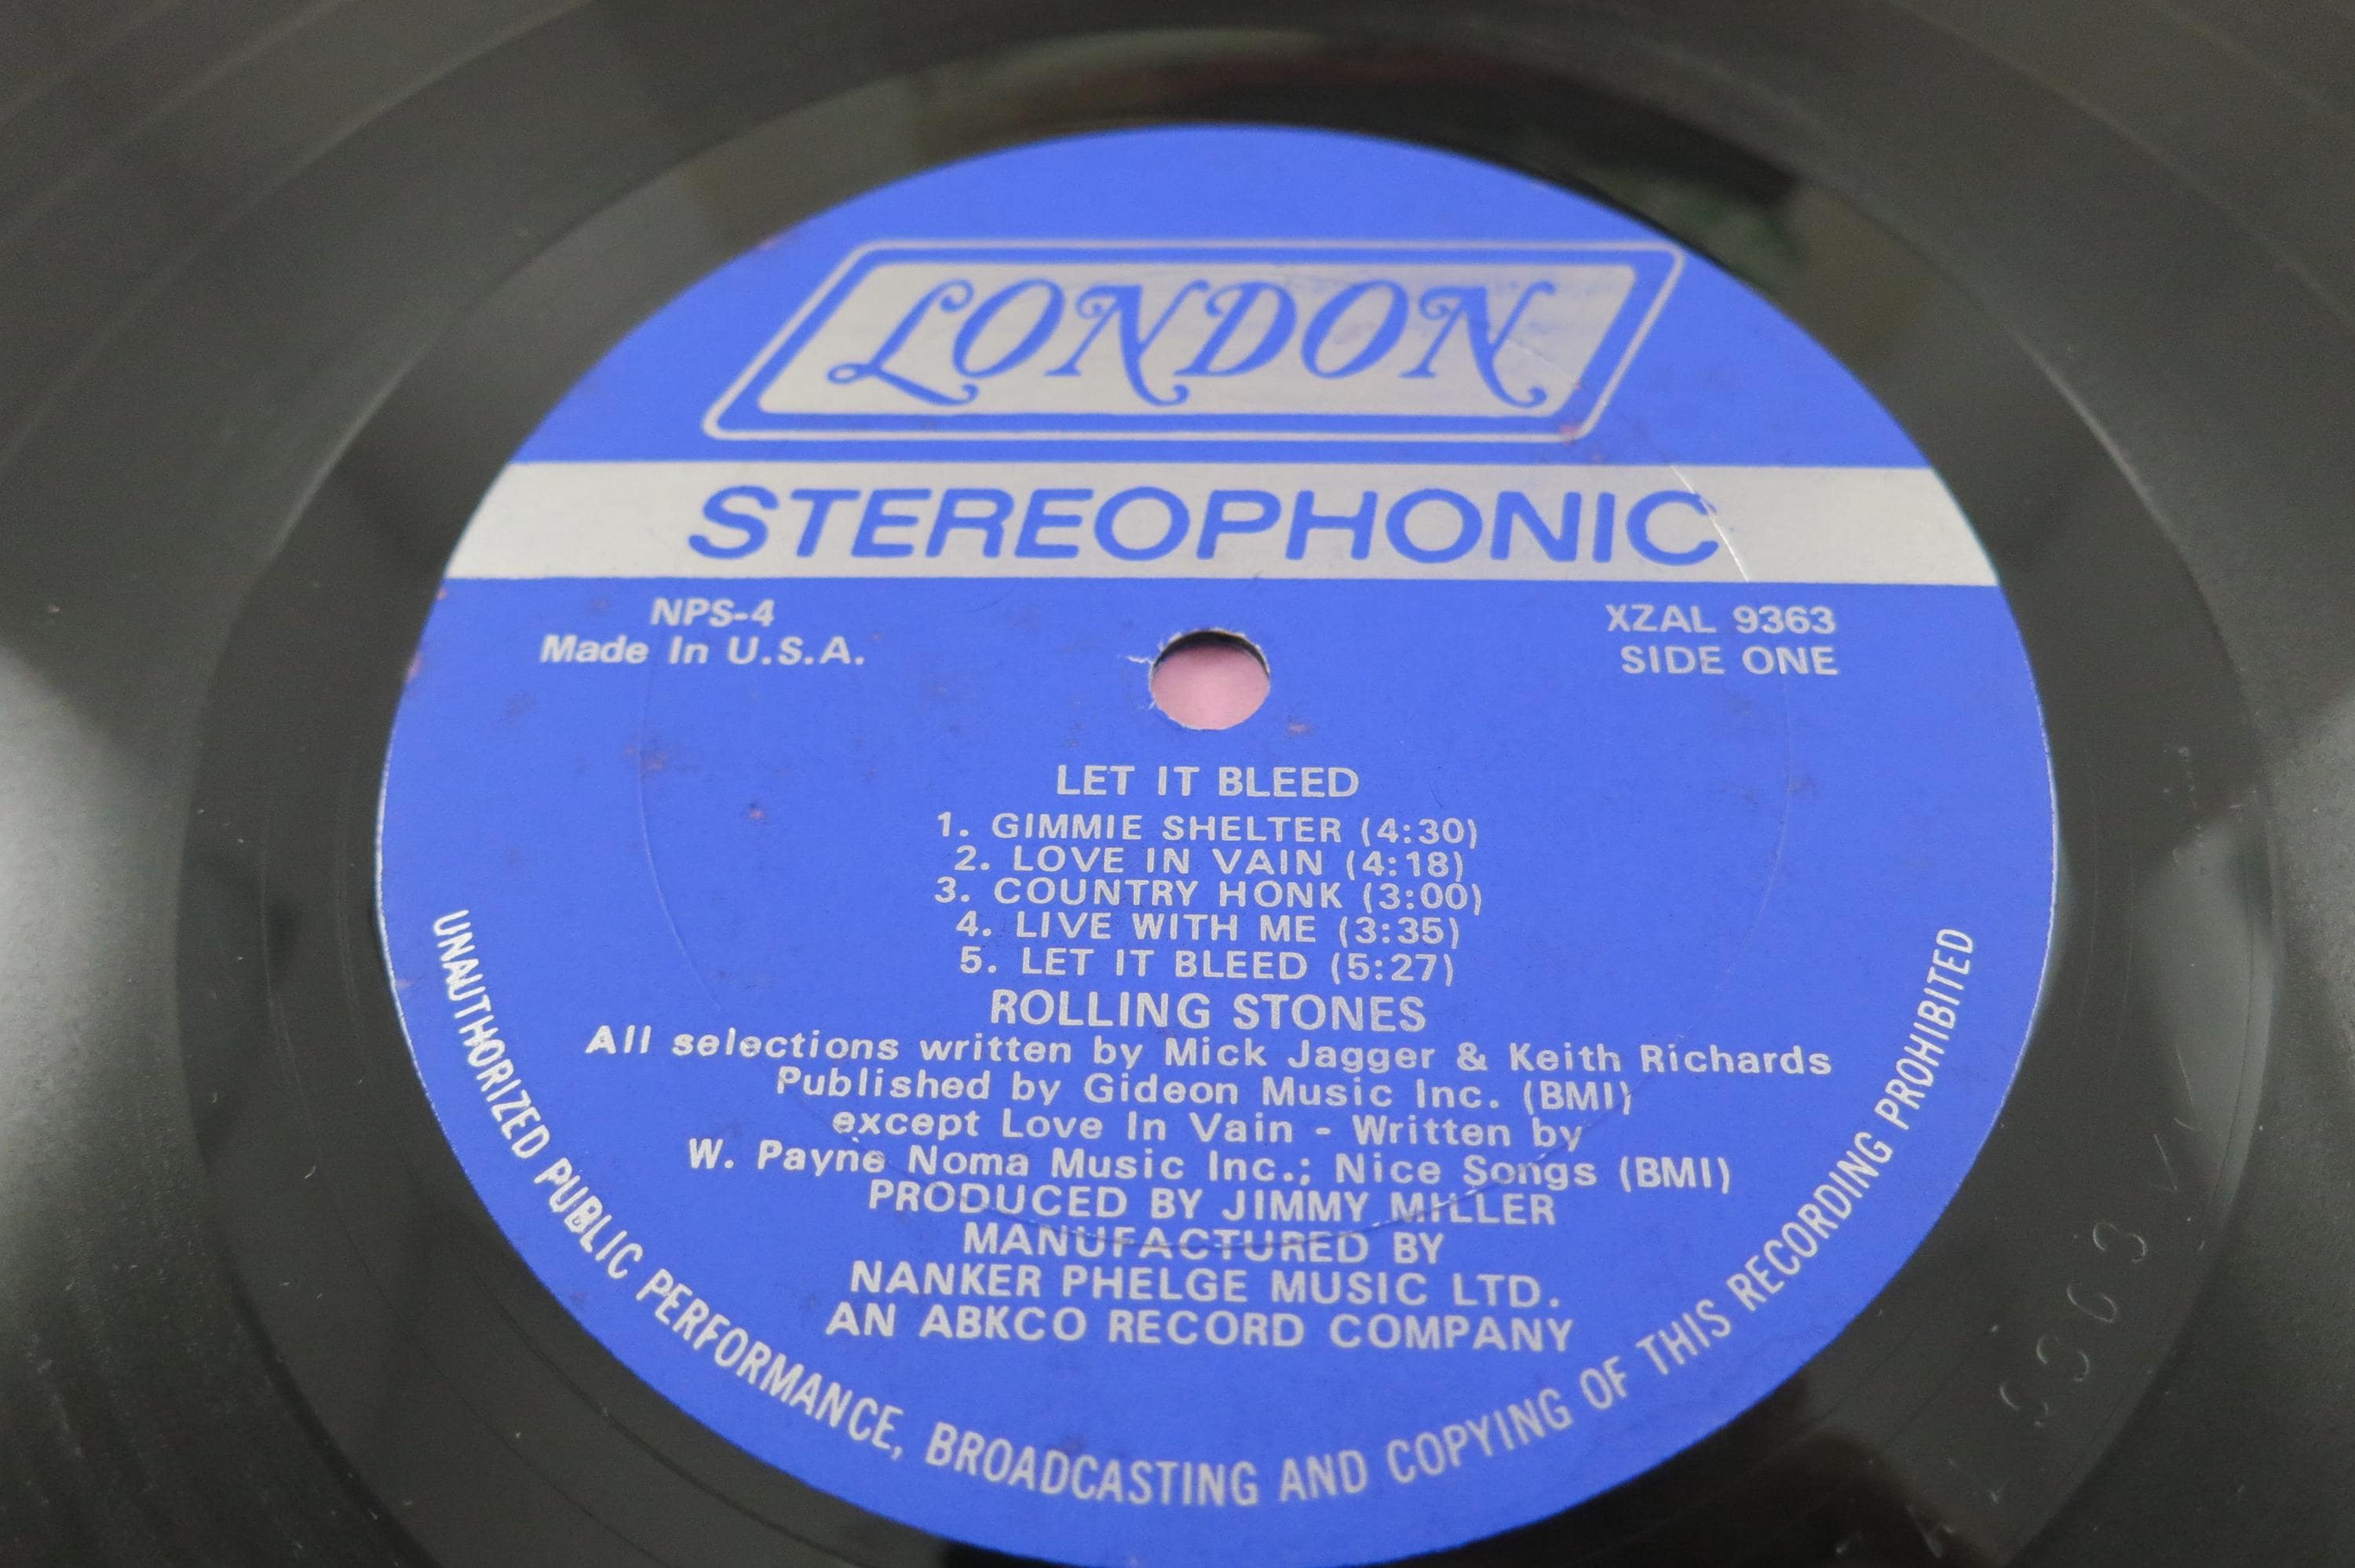 LONDON
STEREOPHONIC
NPS-4
Made In U.S.A.
XZAL 9363
SIDE ONE
LET IT BLEED
1. GIMMIE SHELTER (4:30)
2. LOVE IN VAIN (4:18)
3. COUNTRY HONK (3:00)
4. LIVE WITH ME (3:35)
5. LET IT BLEED (5:27)
ROLLING STONES
All selections written by Mick Jagger & Keith Richards
Published by Gideon Music Inc. (BMI)
except Love In Vain - Written by
W. Payne Noma Music Inc.; Nice Songs (BMI)
PRODUCED BY JIMMY MILLER
MANUFACTURED BY
NANKER PHELGE MUSIC LTD.
AN ABKCO RECORD COMPANY
UNAUTHORIZED PUBLIC PERFORMANCE, BROADCASTING AND COPYING OF THIS RECORDING PROHIBITED